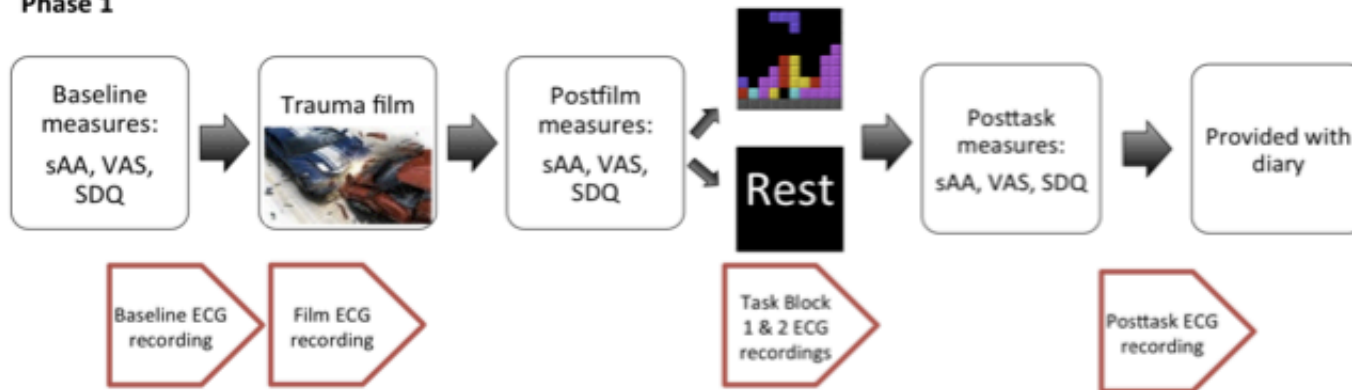 Phase 1
Baseline
measures:
sAA, VAS,
SDQ
Trauma film
Postfilm
measures:
sAA, VAS,
SDQ
Rest
Posttask
measures:
sAA, VAS, SDQ
Provided with
diary
Baseline ECG
recording
Film ECG
recording
Task Block
1 & 2 ECG
recordings
Posttask ECG
recording